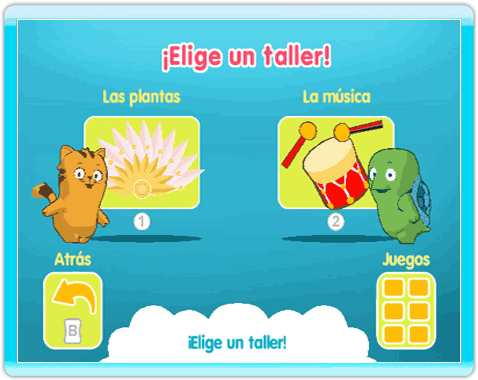 ¡Elige un taller!
Las plantas
La música
1
2
Atrás
Juegos
B
¡Elige un taller!